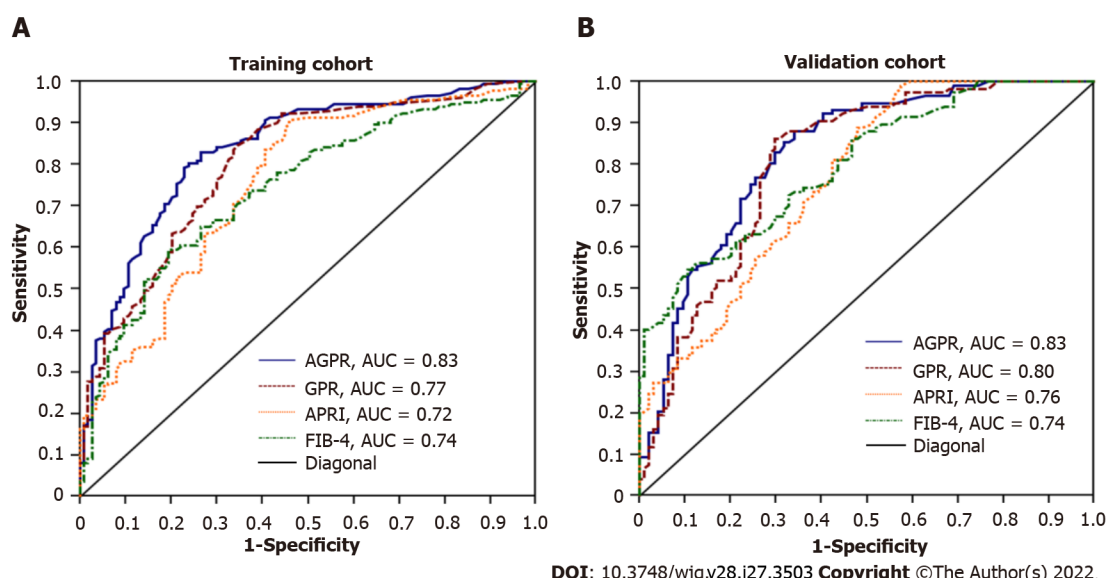 A
Training cohort
1.0
0.9
0.8
0.7
0.6
0.5
0.4
0.3
0.2
0.1
0
Sensitivity
AGPR, AUC = 0.83
GPR, AUC = 0.77
APRI, AUC = 0.72
FIB-4, AUC = 0.74
Diagonal
0 0.1 0.2 0.3 0.4 0.5 0.6 0.7 0.8 0.9 1.0
1-Specificity
B
Validation cohort
1.0
0.9
0.8
0.7
0.6
0.5
0.4
0.3
0.2
0.1
0
Sensitivity
AGPR, AUC = 0.83
GPR, AUC = 0.80
APRI, AUC = 0.76
FIB-4, AUC = 0.74
Diagonal
0 0.1 0.2 0.3 0.4 0.5 0.6 0.7 0.8 0.9 1.0
1-Specificity
DOI: 10.3748/wjg.v28.i27.3503 Copyright ©The Author(s) 2022